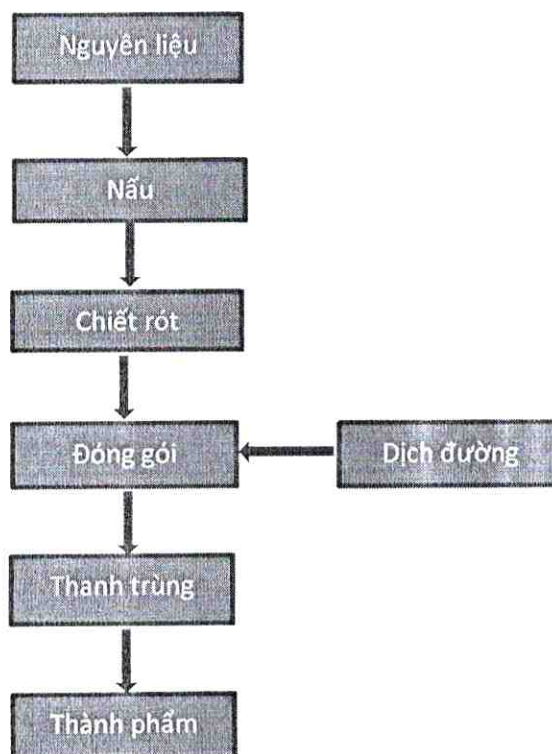 Nguyên liệu
Nấu
Chiết rót
Đóng gói
Dịch đường
Thanh trùng
Thành phẩm